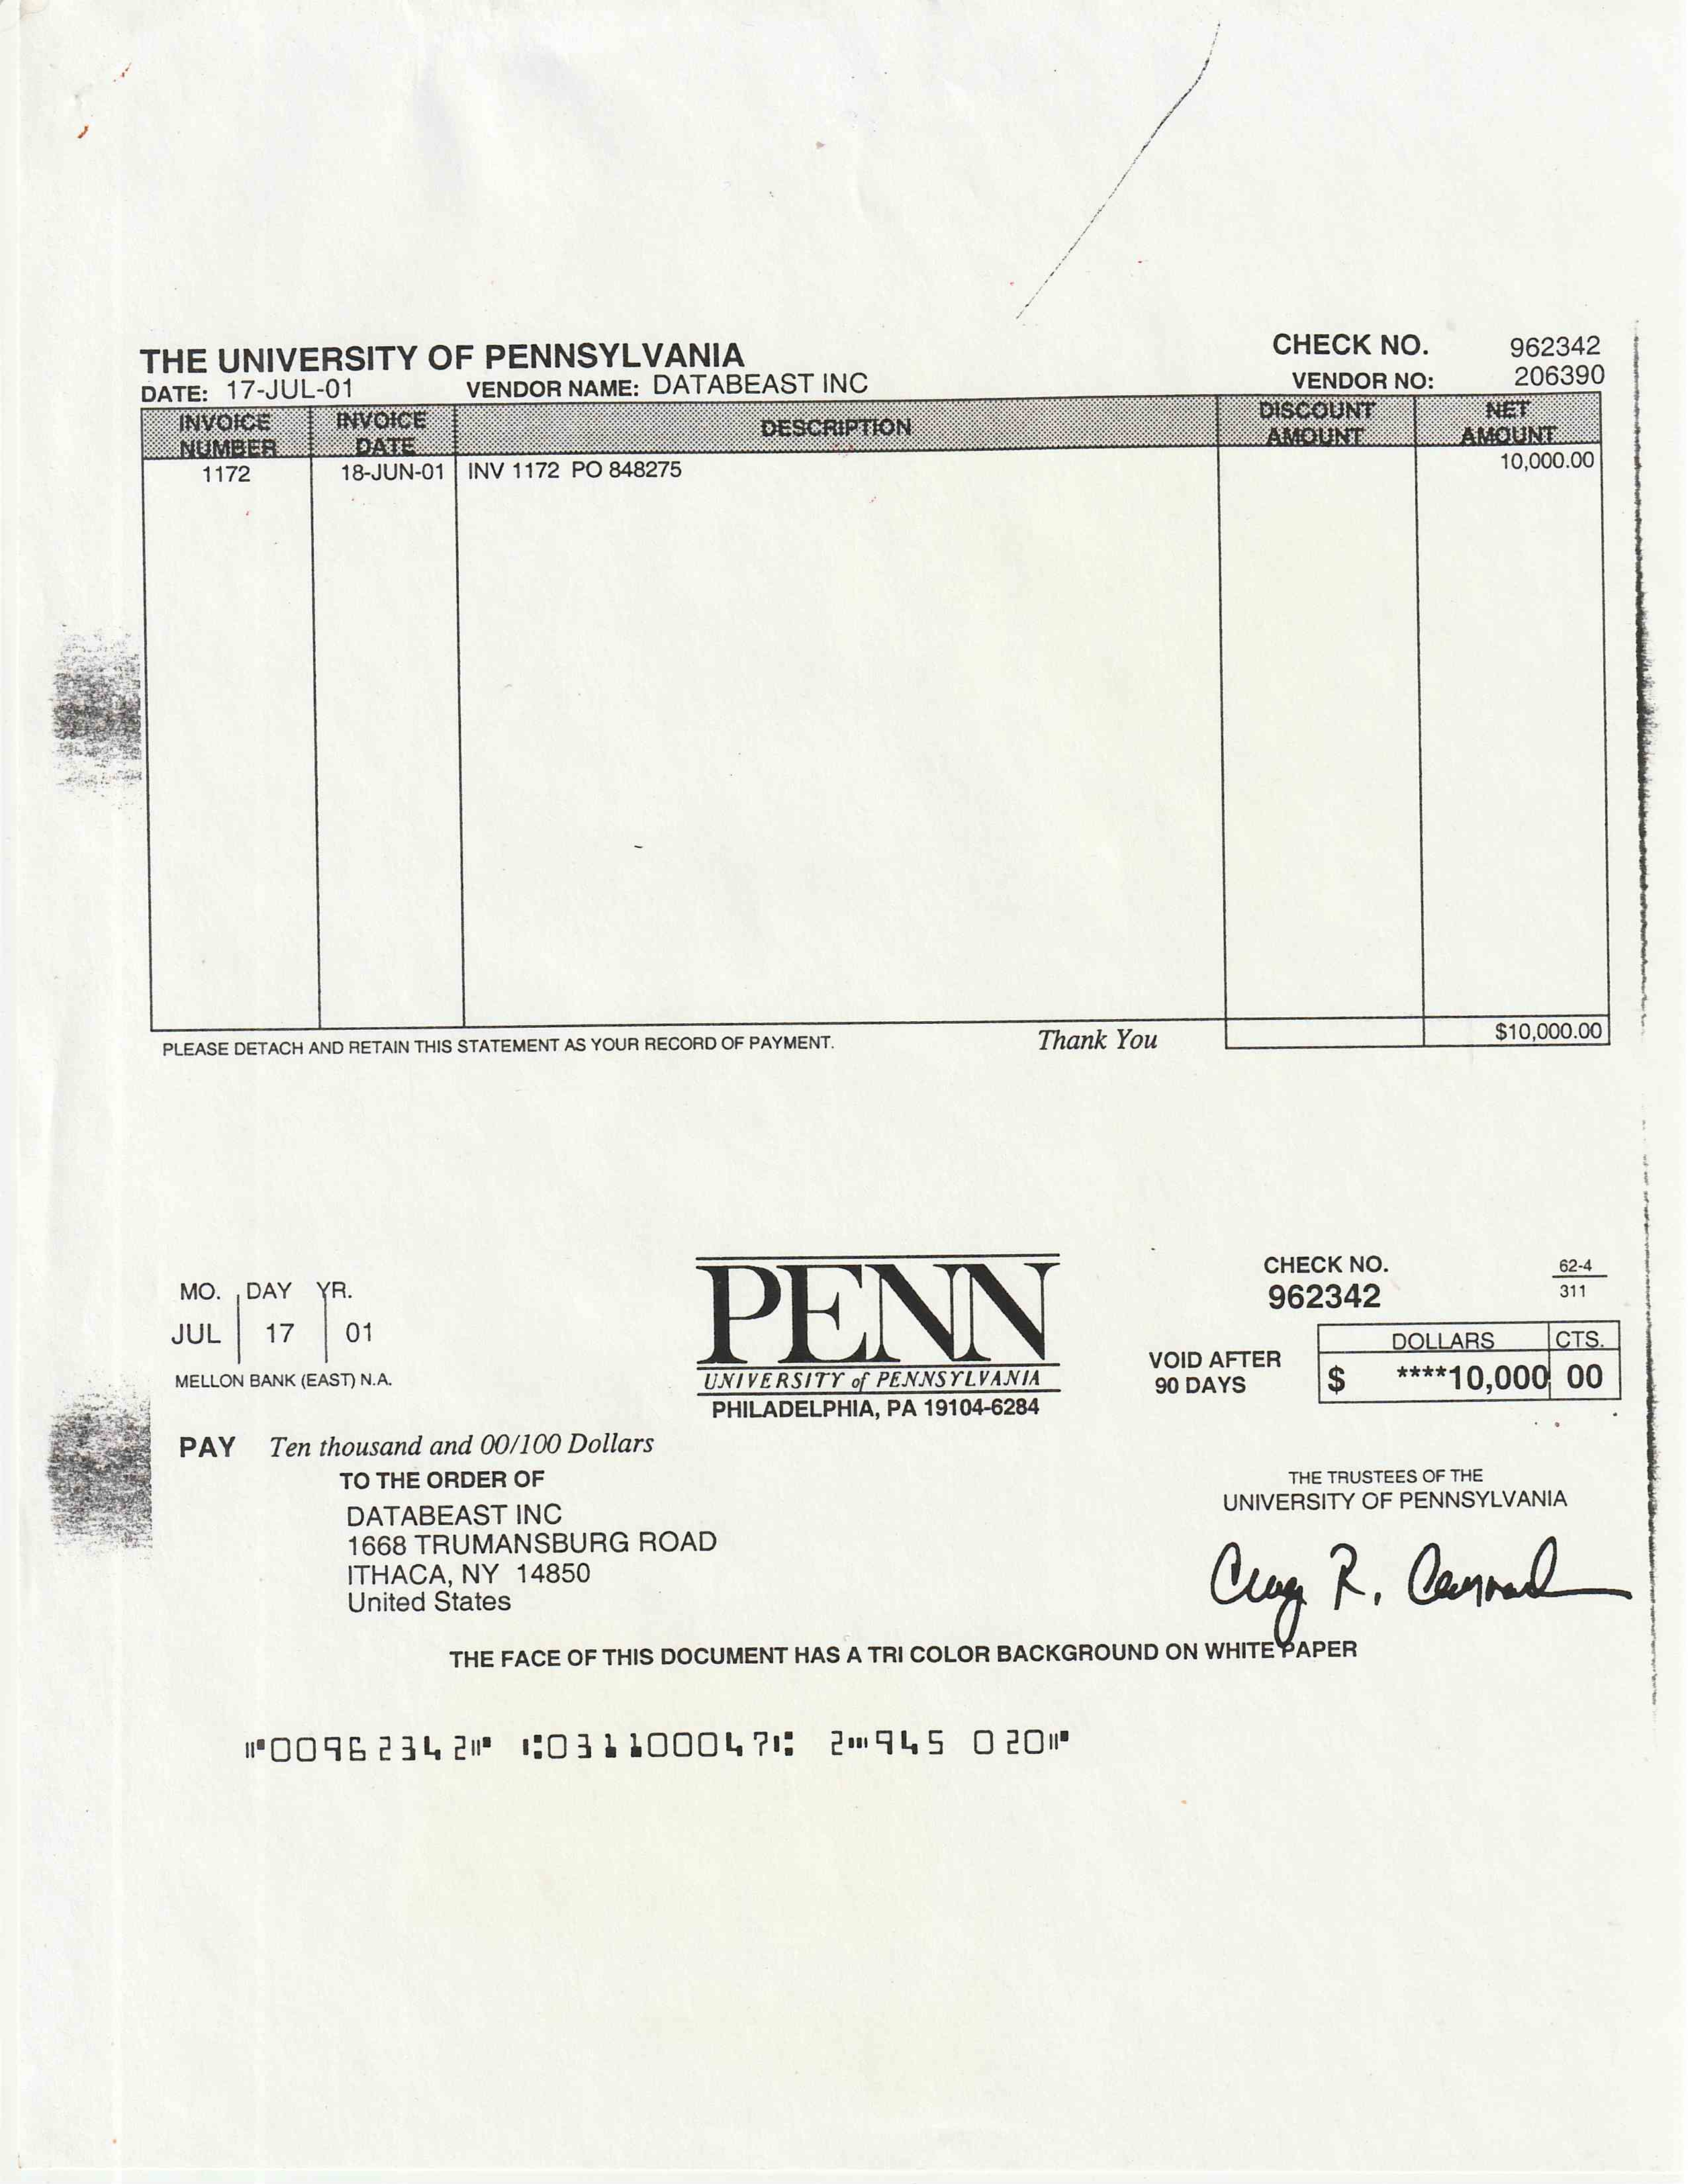 THE UNIVERSITY OF PENNSYLVANIA
CHECK NO. 962342
DATE: 17-JUL-01 VENDOR NAME: DATABEAST INC
VENDOR NO: 206390
INVOICE NUMBER INVOICE DATE DESCRIPTION DISCOUNT AMOUNT NET AMOUNT
1172 18-JUN-01 INV 1172 PO 848275 10,000.00
PLEASE DETACH AND RETAIN THIS STATEMENT AS YOUR RECORD OF PAYMENT. Thank You $10,000.00
MO. DAY YR.
JUL 17 01
MELLON BANK (EAST) N.A.
PENN
UNIVERSITY of PENNSYLVANIA
PHILADELPHIA, PA 19104-6284
CHECK NO.
962342
62-4
311
VOID AFTER
90 DAYS
DOLLARS CTS.
$ ****10,000 00
PAY Ten thousand and 00/100 Dollars
TO THE ORDER OF
DATABEAST INC
1668 TRUMANSBURG ROAD
ITHACA, NY 14850
United States
THE TRUSTEES OF THE
UNIVERSITY OF PENNSYLVANIA
THE FACE OF THIS DOCUMENT HAS A TRI COLOR BACKGROUND ON WHITE PAPER
⑈00962342⑈ ⑆031100047⑆ 2⑉945 020⑈